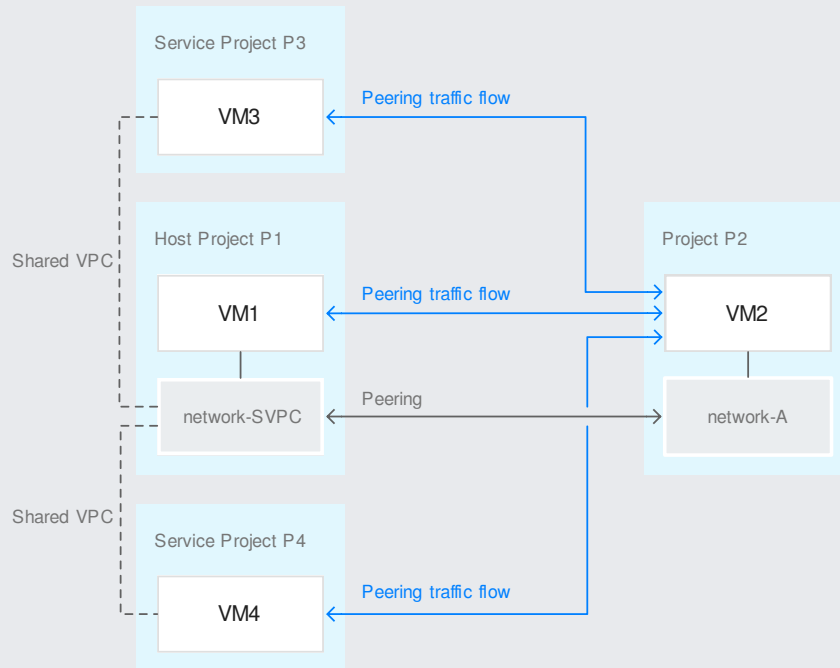 Service Project P3
VM3
Peering traffic flow
Shared VPC
Host Project P1
Project P2
VM1
Peering traffic flow
VM2
network-SVPC
Peering
network-A
Shared VPC
Service Project P4
VM4
Peering traffic flow